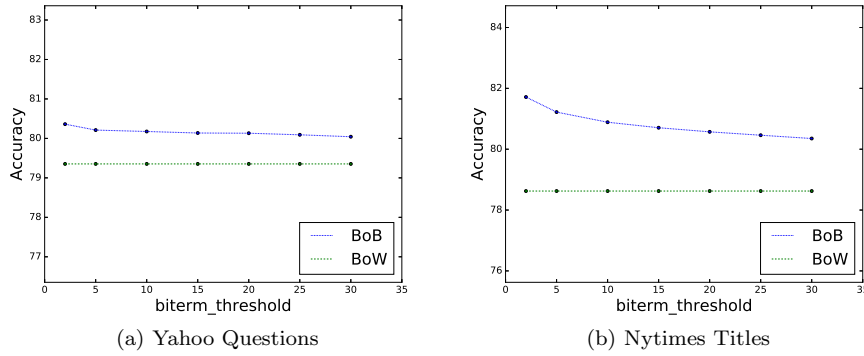 83
82
81
80
79
78
77
Accuracy
0 5 10 15 20 25 30 35
biterm_threshold
BoB
BoW
(a) Yahoo Questions
84
82
80
78
76
Accuracy
0 5 10 15 20 25 30 35
biterm_threshold
BoB
BoW
(b) Nytimes Titles